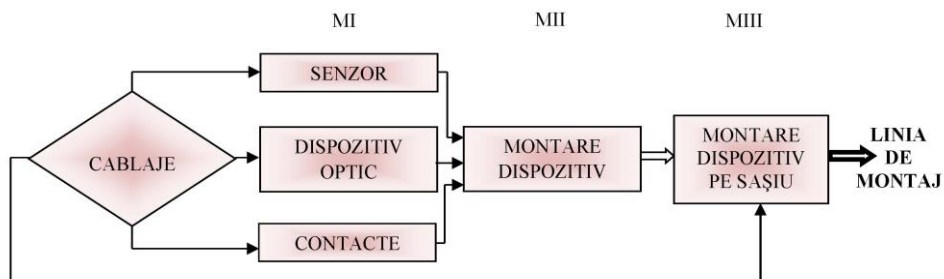 MI
MII
MIII
SENZOR
CABLAJE
DISPOZITIV
OPTIC
CONTACTE
MONTARE
DISPOZITIV
MONTARE
DISPOZITIV
PE SAŞIU
LINIA
DE
MONTAJ